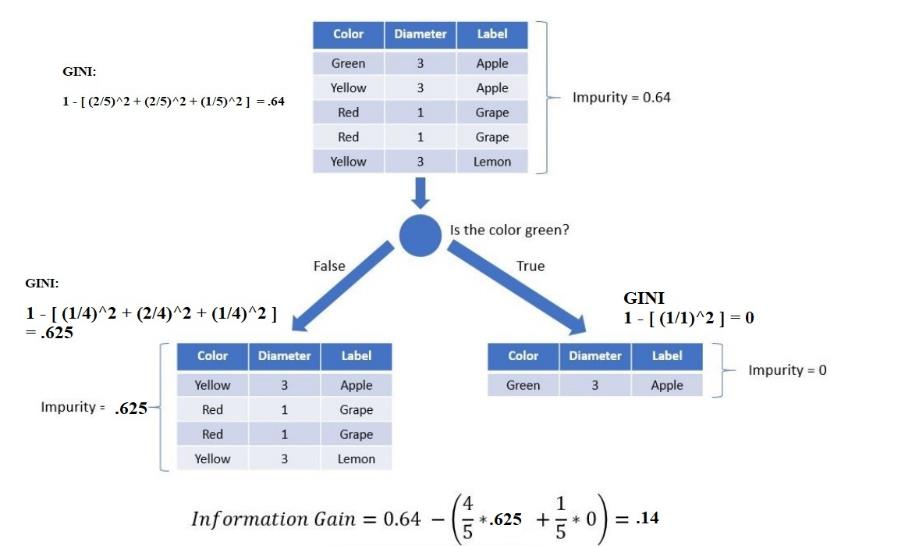 Color Diameter Label
Green 3 Apple
Yellow 3 Apple
Red 1 Grape
Red 1 Grape
Yellow 3 Lemon
GINI:
1 - [ (2/5)^2 + (2/5)^2 + (1/5)^2 ] = .64
Impurity = 0.64
Is the color green?
False
True
GINI:
1 - [ (1/4)^2 + (2/4)^2 + (1/4)^2 ]
= .625
GINI
1 - [ (1/1)^2 ] = 0
Color Diameter Label
Yellow 3 Apple
Red 1 Grape
Red 1 Grape
Yellow 3 Lemon
Impurity = .625
Color Diameter Label
Green 3 Apple
Impurity = 0
Information Gain = 0.64 − (4/5 * .625 + 1/5 * 0) = .14